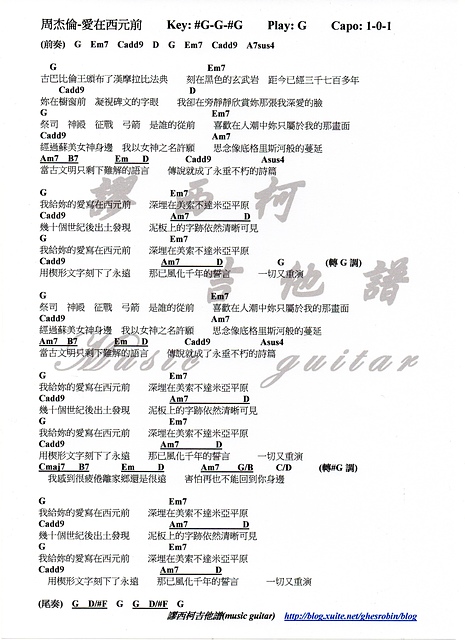 周杰倫-愛在西元前 Key: #G-G-#G Play: G Capo: 1-0-1
(前奏) G Em7 Cadd9 D G Em7 Cadd9 A7sus4
G Em7
古巴比倫王頒布了漢摩拉比法典 刻在黑色的玄武岩 距今已經三千七百多年
Cadd9 D
妳在櫥窗前 凝視碑文的字眼 我卻在旁靜靜欣賞妳那張我深愛的臉
G Em7
祭司 神殿 征戰 弓箭 是誰的從前 喜歡在人潮中妳只屬於我的那畫面
Cadd9 Am7
經過蘇美女神身邊 我以女神之名許願 思念像底格里斯河般的蔓延
Am7 B7 Em D Cadd9 Asus4
當古文明只剩下難解的語言 傳說就成了永垂不朽的詩篇
G Em7
我給妳的愛寫在西元前 深埋在美索不達米亞平原
Cadd9 Am7 D
幾十個世紀後出土發現 泥板上的字跡依然清晰可見
G Em7
我給妳的愛寫在西元前 深埋在美索不達米亞平原
Cadd9 Am7 D G (轉 G 調)
用楔形文字刻下了永遠 那已風化千年的誓言 一切又重演
G Em7
祭司 神殿 征戰 弓箭 是誰的從前 喜歡在人潮中妳只屬於我的那畫面
Cadd9 Am7
經過蘇美女神身邊 我以女神之名許願 思念像底格里斯河般的蔓延
Am7 B7 Em D Cadd9 Asus4
當古文明只剩下難解的語言 傳說就成了永垂不朽的詩篇
G Em7
我給妳的愛寫在西元前 深埋在美索不達米亞平原
Cadd9 Am7 D
幾十個世紀後出土發現 泥板上的字跡依然清晰可見
G Em7
我給妳的愛寫在西元前 深埋在美索不達米亞平原
Cadd9 Am7 D
用楔形文字刻下了永遠 那已風化千年的誓言 一切又重演
Cmaj7 B7 Em D Am7 G/B C/D (轉#G 調)
我感到很疲倦離家鄉還是很遠 害怕再也不能回到你身邊
G Em7
我給妳的愛寫在西元前 深埋在美索不達米亞平原
Cadd9 Am7 D
幾十個世紀後出土發現 泥板上的字跡依然清晰可見
G Em7
我給妳的愛寫在西元前 深埋在美索不達米亞平原
Cadd9 Am7 D
用楔形文字刻下了永遠 那已風化千年的誓言 一切又重演
(尾奏) G D/#F G G D/#F G
謬西柯吉他譜(music guitar) http://blog.xuite.net/ghesrobin/blog
謬西柯
吉他譜
Music guitar